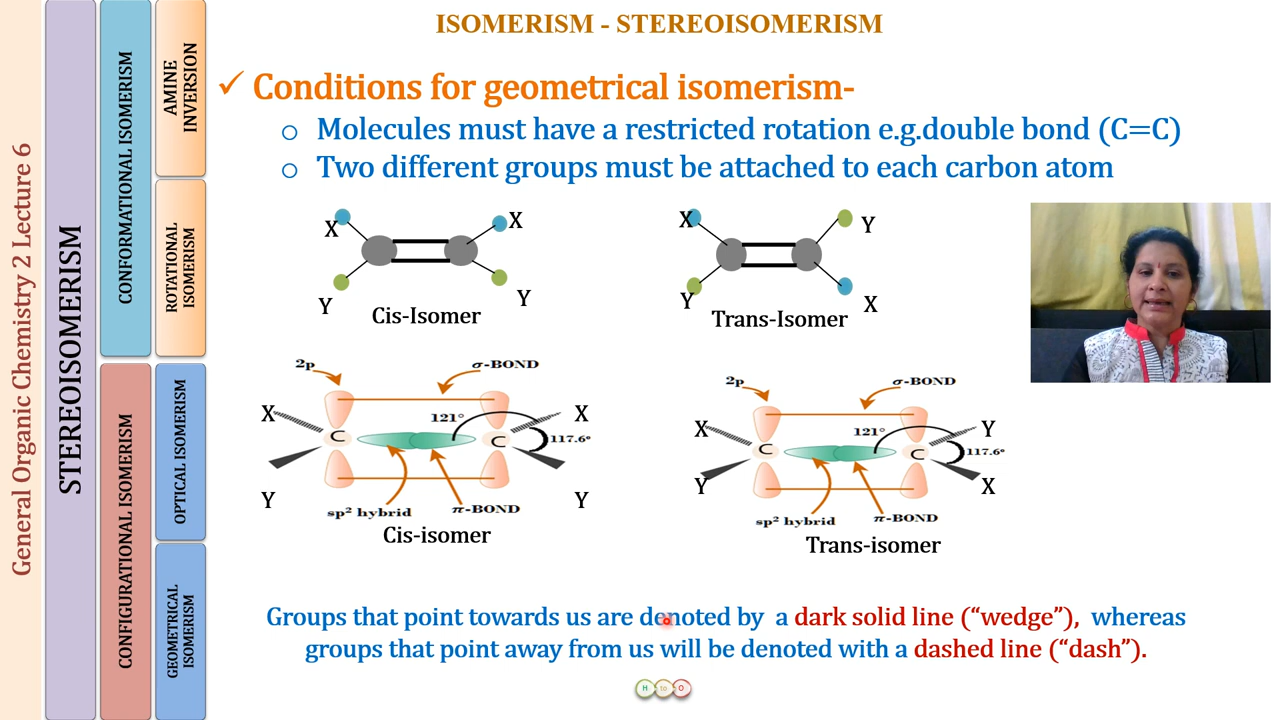 ISOMERISM - STEREOISOMERISM
General Organic Chemistry 2 Lecture 6
STEREOISOMERISM
CONFORMATIONAL ISOMERISM
CONFIGURATIONAL ISOMERISM
AMINE
INVERSION
ROTATIONAL
ISOMERISM
OPTICAL ISOMERISM
GEOMETRICAL
ISOMERISM
✓ Conditions for geometrical isomerism-
o Molecules must have a restricted rotation e.g.double bond (C=C)
o Two different groups must be attached to each carbon atom
X X
Y Y
Cis-Isomer
X Y
Y X
Trans-Isomer
2p σ-BOND
X 121° X
C C 117.6°
Y Y
sp² hybrid π-BOND
Cis-isomer
2p σ-BOND
X 121° Y
C C 117.6°
Y X
sp² hybrid π-BOND
Trans-isomer
Groups that point towards us are denoted by a dark solid line (“wedge”), whereas
groups that point away from us will be denoted with a dashed line (“dash”).
H to O